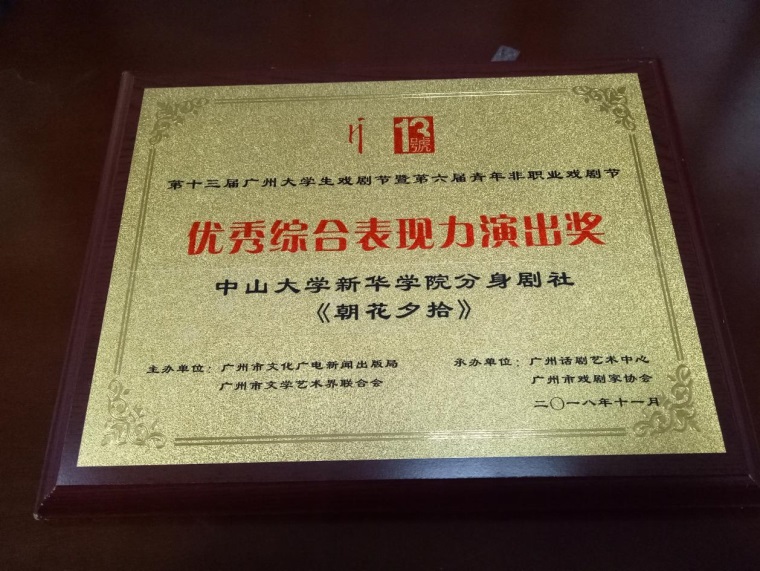 13
號
第十三届广州大学生戏剧节暨第六届青年非职业戏剧节
优秀综合表现力演出奖
中山大学新华学院分身剧社
《朝花夕拾》
主办单位：广州市文化广电新闻出版局
广州市文学艺术界联合会
承办单位：广州话剧艺术中心
广州市戏剧家协会
二〇一八年十一月